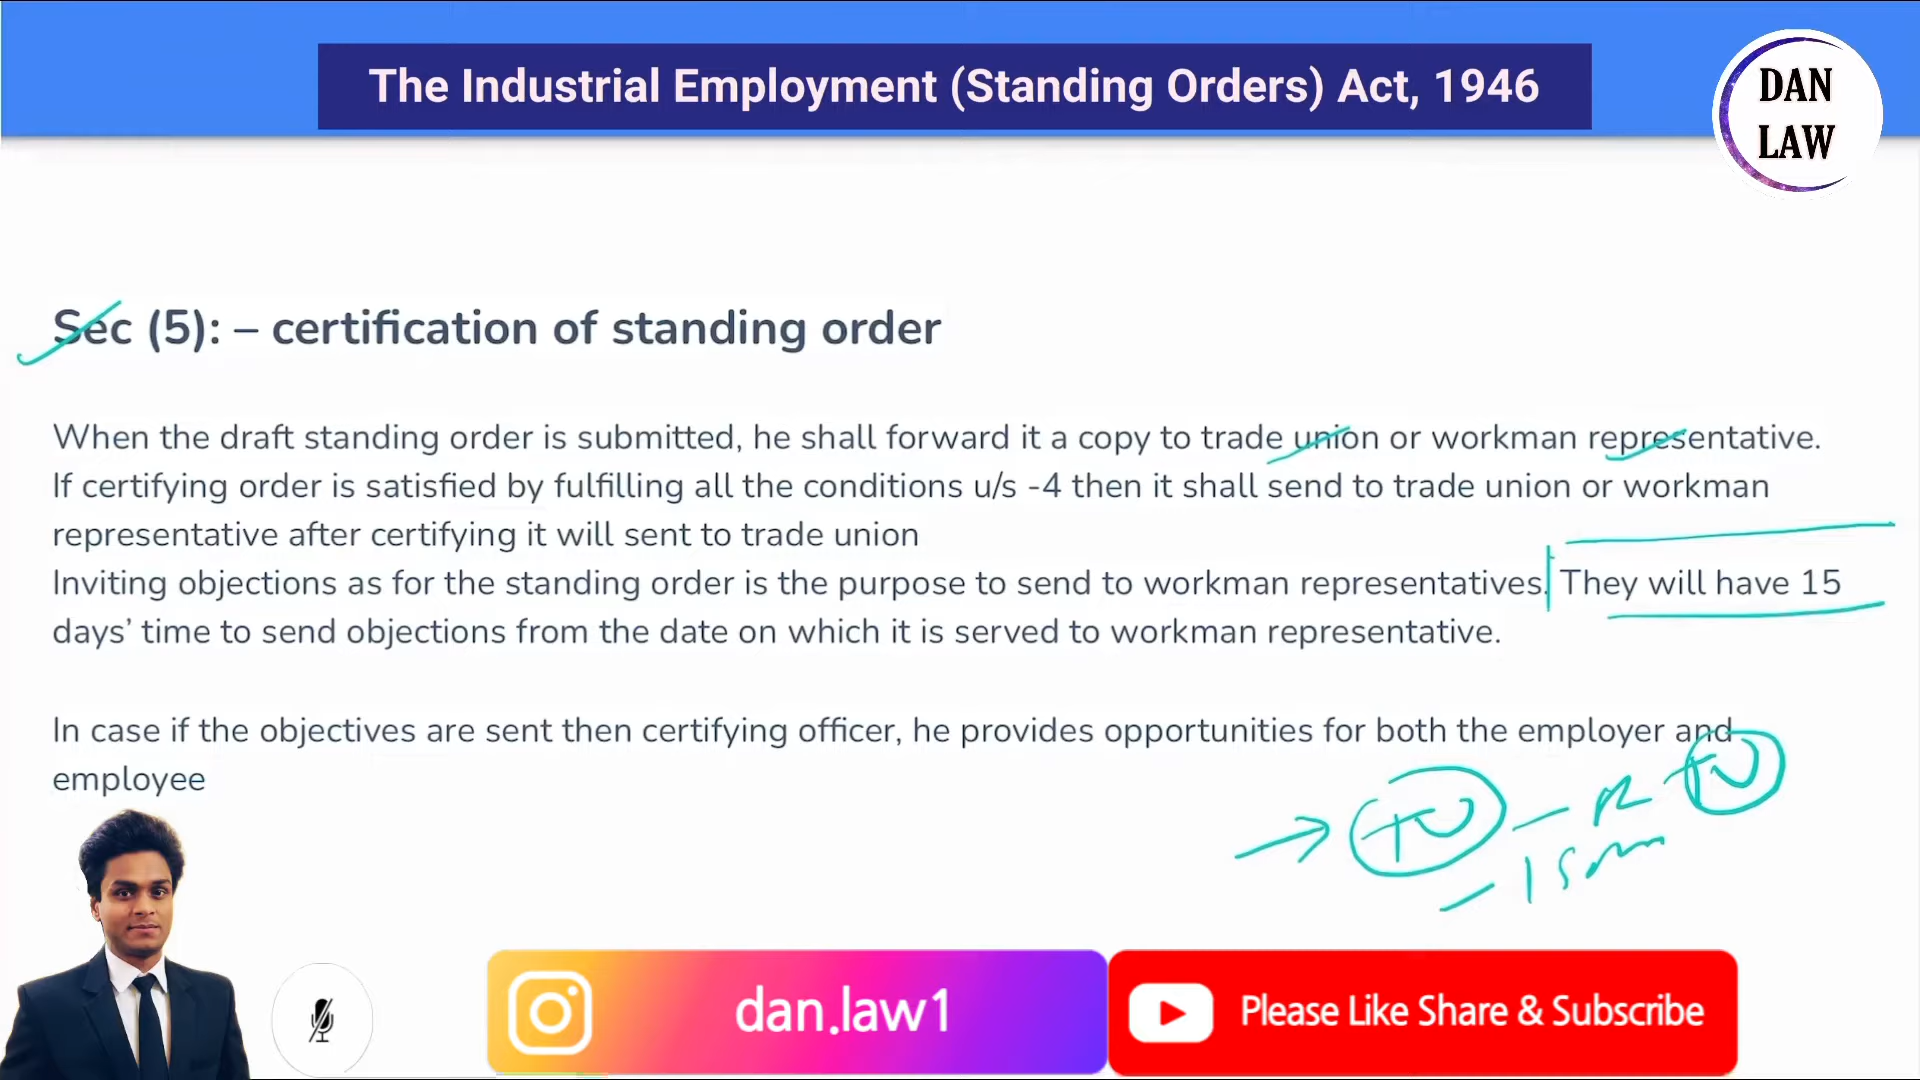 The Industrial Employment (Standing Orders) Act, 1946
DAN
LAW
Sec (5): – certification of standing order
When the draft standing order is submitted, he shall forward it a copy to trade union or workman representative.
If certifying order is satisfied by fulfilling all the conditions u/s -4 then it shall send to trade union or workman
representative after certifying it will sent to trade union
Inviting objections as for the standing order is the purpose to send to workman representatives. They will have 15
days’ time to send objections from the date on which it is served to workman representative.
In case if the objectives are sent then certifying officer, he provides opportunities for both the employer and
employee
TU
TU
dan.law1
Please Like Share & Subscribe